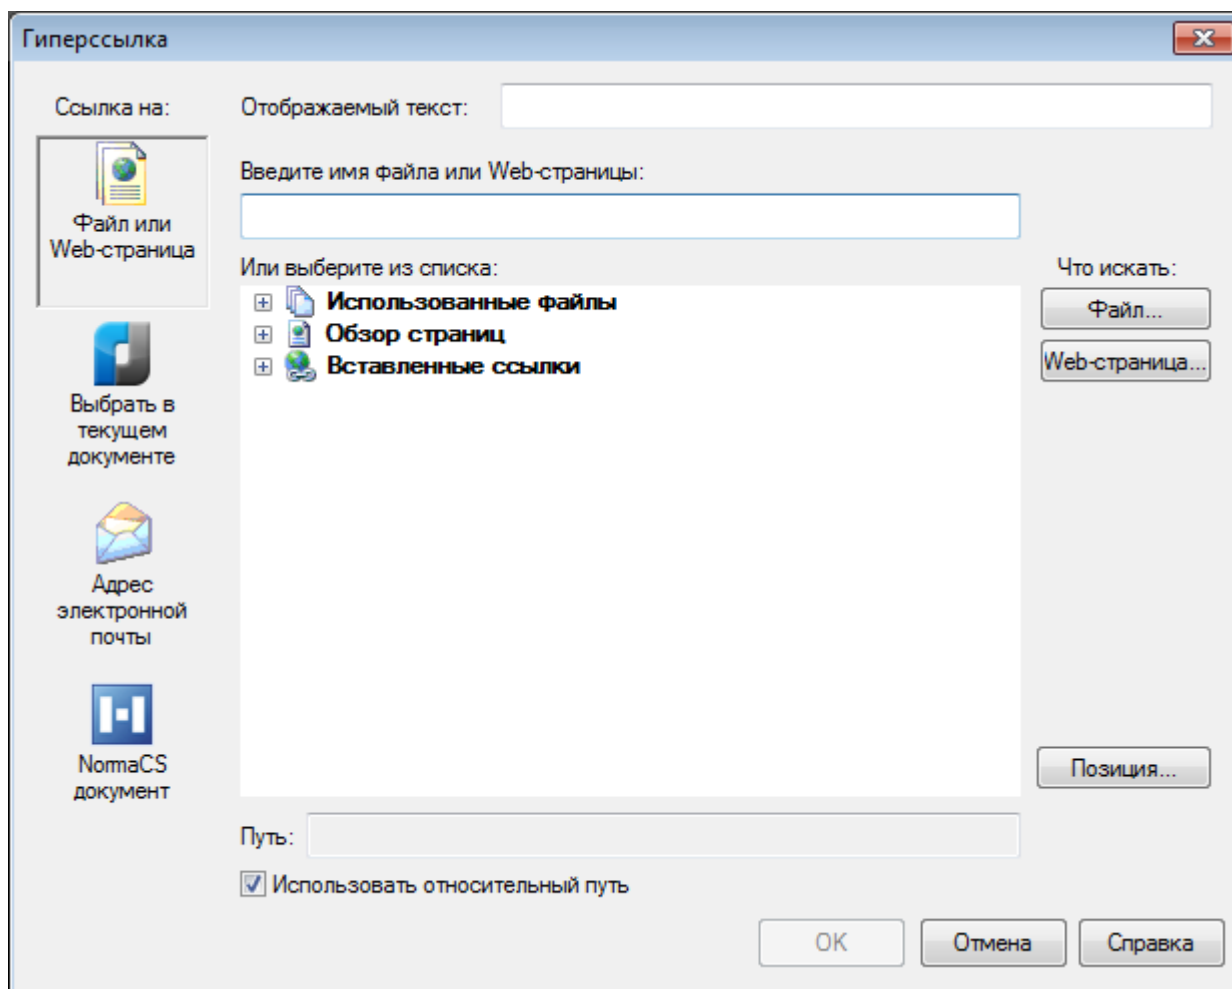 Гиперссылка
Ссылка на:
Отображаемый текст:
Файл или
Web-страница
Введите имя файла или Web-страницы:
Или выберите из списка:
Что искать:
Использованные файлы
Обзор страниц
Вставленные ссылки
Файл...
Web-страница...
Выбрать в
текущем
документе
Адрес
электронной
почты
NormaCS
документ
Позиция...
Путь:
Использовать относительный путь
OK
Отмена
Справка